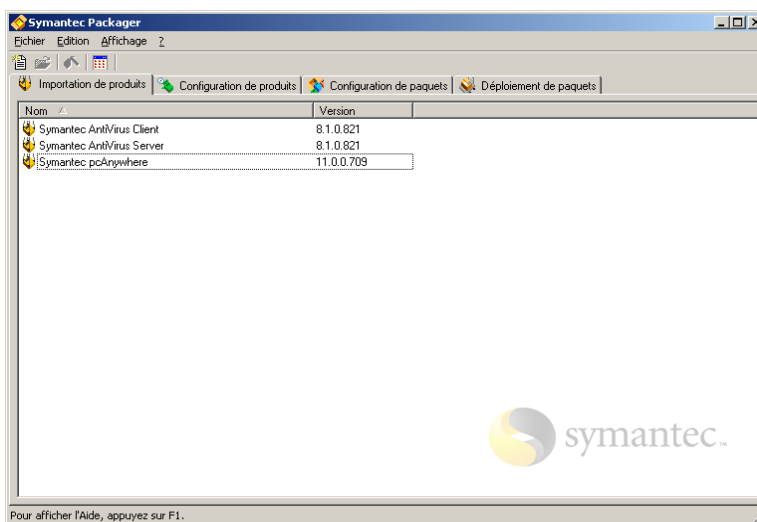 Symantec Packager
Fichier Edition Affichage ?
Importation de produits Configuration de produits Configuration de paquets Déploiement de paquets
Nom Version
Symantec AntiVirus Client 8.1.0.821
Symantec AntiVirus Server 8.1.0.821
Symantec pcAnywhere 11.0.0.709
symantec™
Pour afficher l'Aide, appuyez sur F1.